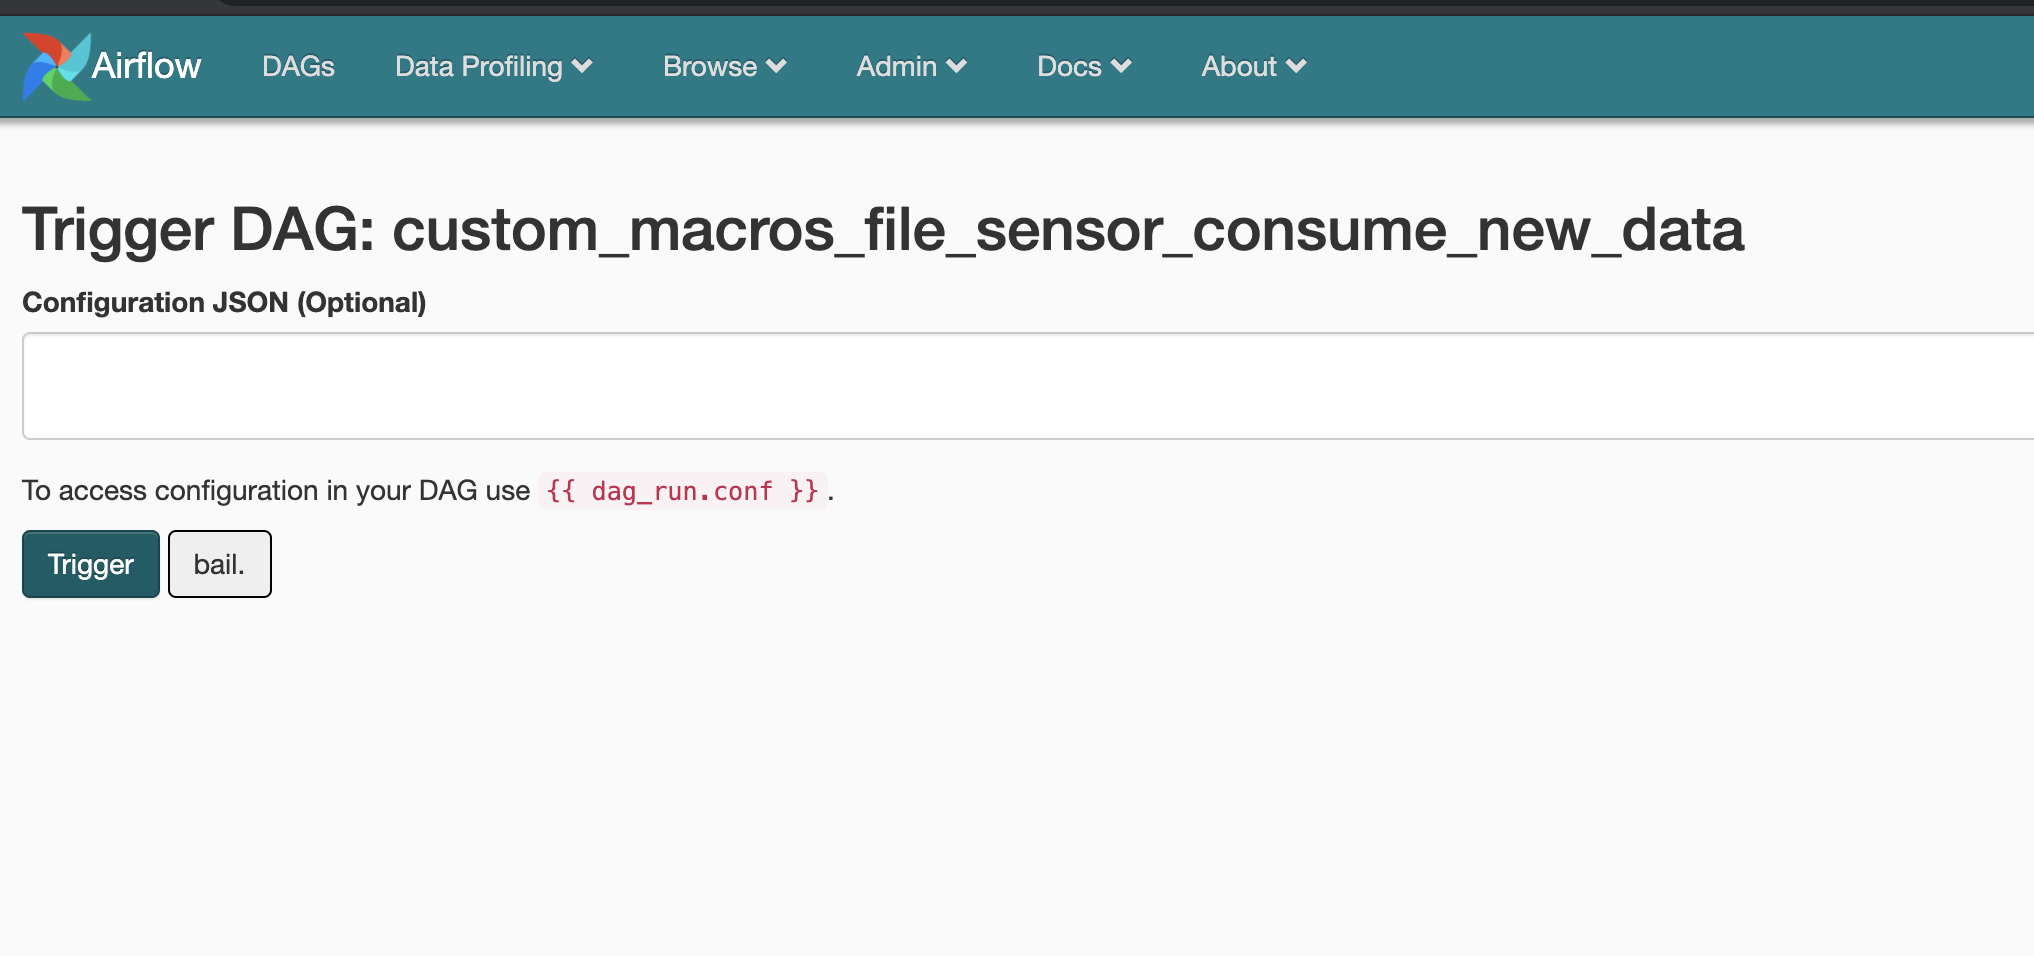 Airflow DAGs Data Profiling Browse Admin Docs About
Trigger DAG: custom_macros_file_sensor_consume_new_data
Configuration JSON (Optional)
To access configuration in your DAG use {{ dag_run.conf }}.
Trigger bail.